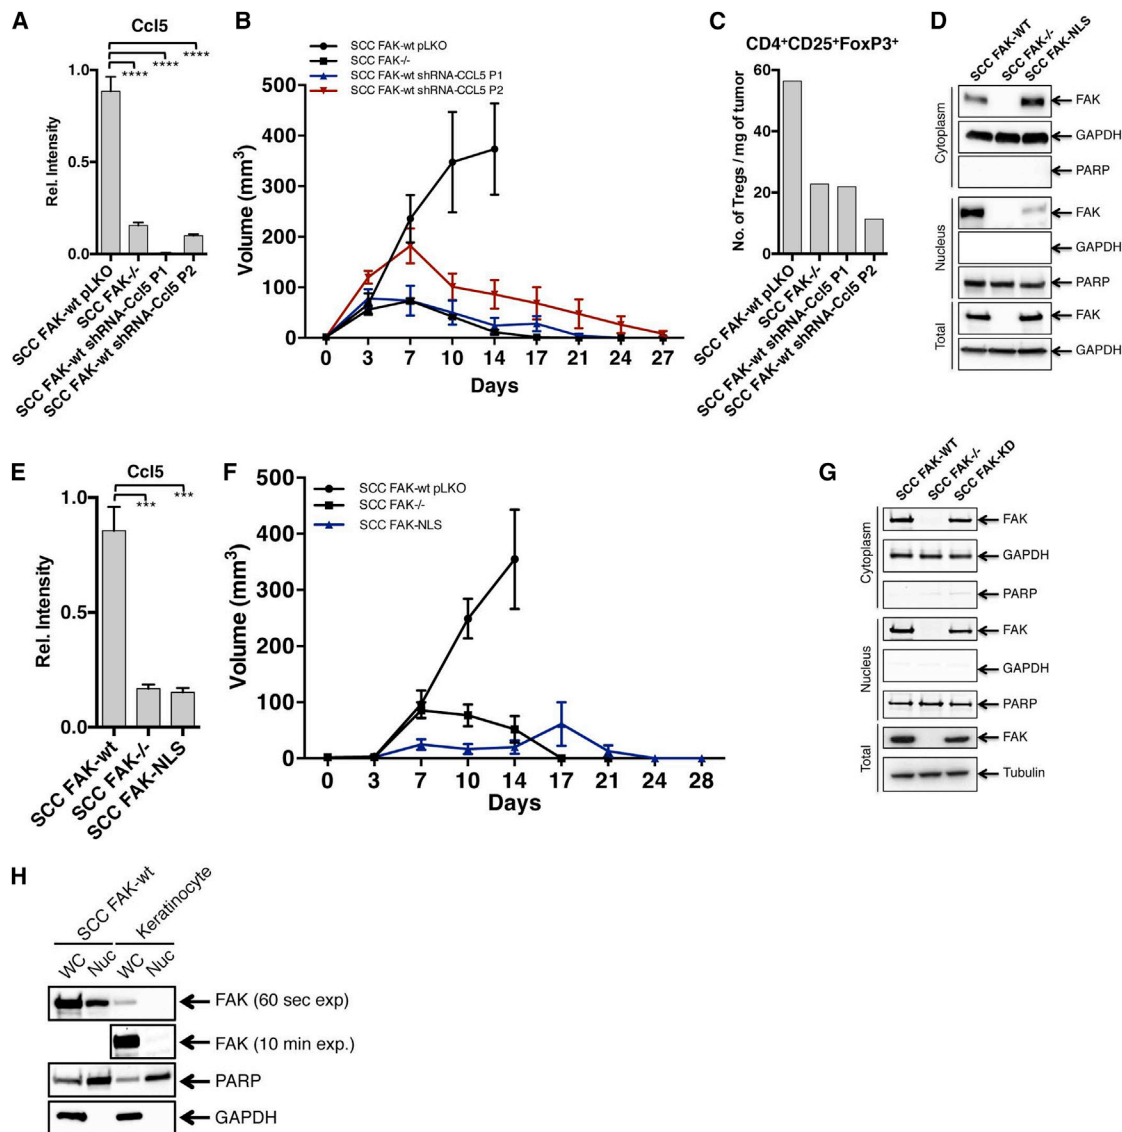 A
Ccl5
****
****
****
Rel. Intensity
1.0
0.5
0.0
SCC FAK-wt pLKO
SCC FAK-/-
SCC FAK-wt shRNA-Ccl5 P1
SCC FAK-wt shRNA-Ccl5 P2
B
SCC FAK-wt pLKO
SCC FAK-/-
SCC FAK-wt shRNA-CCL5 P1
SCC FAK-wt shRNA-CCL5 P2
Volume (mm³)
500
400
300
200
100
0
0 3 7 10 14 17 21 24 27
Days
C
CD4⁺CD25⁺FoxP3⁺
No. of Tregs / mg of tumor
60
40
20
0
SCC FAK-wt pLKO
SCC FAK-/-
SCC FAK-wt shRNA-Ccl5 P1
SCC FAK-wt shRNA-Ccl5 P2
D
SCC FAK-WT
SCC FAK-/-
SCC FAK-NLS
Cytoplasm
FAK
GAPDH
PARP
Nucleus
FAK
GAPDH
PARP
Total
FAK
GAPDH
E
Ccl5
***
***
Rel. Intensity
1.0
0.5
0.0
SCC FAK-wt
SCC FAK-/-
SCC FAK-NLS
F
SCC FAK-wt pLKO
SCC FAK-/-
SCC FAK-NLS
Volume (mm³)
500
400
300
200
100
0
0 3 7 10 14 17 21 24 28
Days
G
SCC FAK-WT
SCC FAK-/-
SCC FAK-KD
Cytoplasm
FAK
GAPDH
PARP
Nucleus
FAK
GAPDH
PARP
Total
FAK
Tubulin
H
SCC FAK-wt
Keratinocyte
WC Nuc WC Nuc
FAK (60 sec exp)
FAK (10 min exp.)
PARP
GAPDH